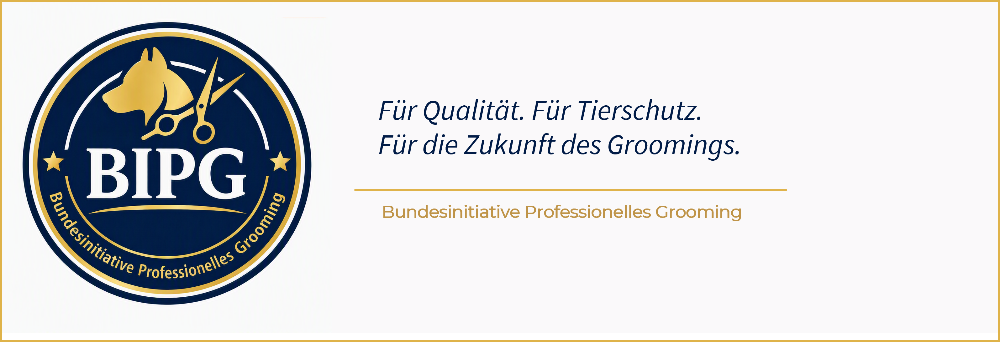 BIPG
Bundesinitiative Professionelles Grooming
Für Qualität. Für Tierschutz.
Für die Zukunft des Groomings.
Bundesinitiative Professionelles Grooming